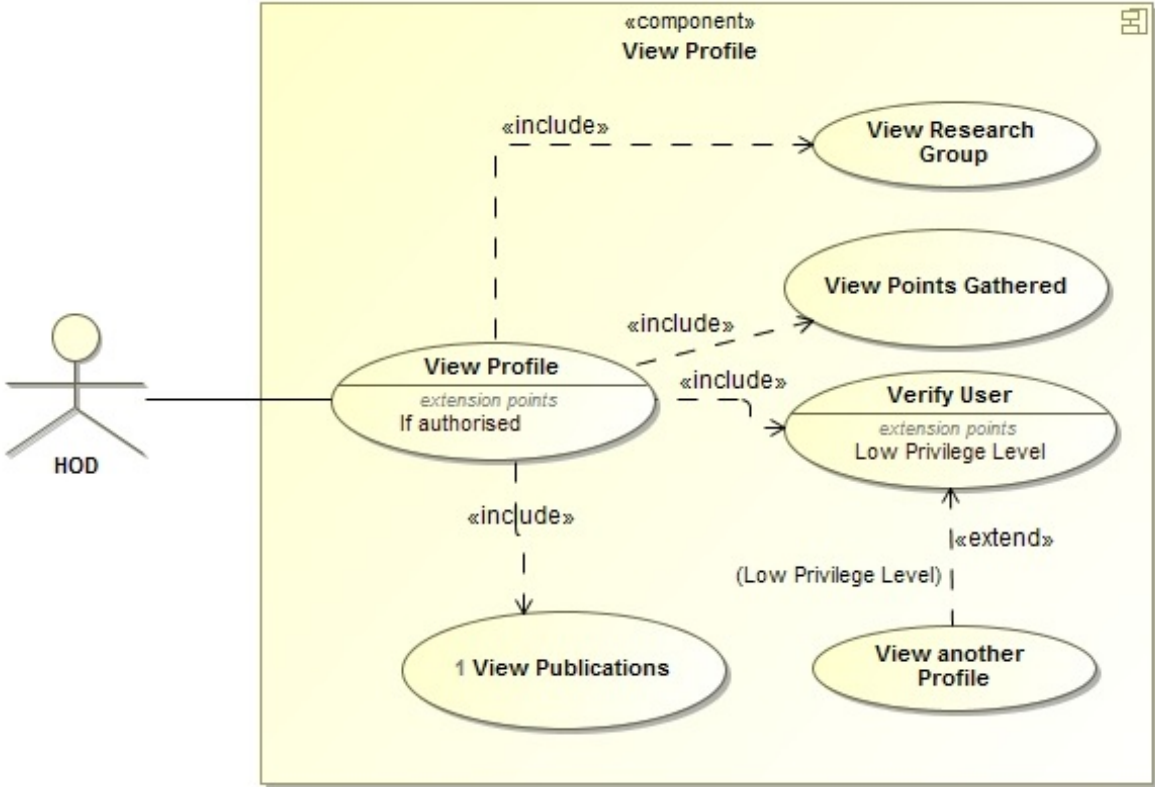 «component»
View Profile
«include»
View Research
Group
View Points Gathered
«include»
View Profile
extension points
If authorised
«include»
Verify User
extension points
Low Privilege Level
HOD
«include»
«extend»
(Low Privilege Level)
1 View Publications
View another
Profile